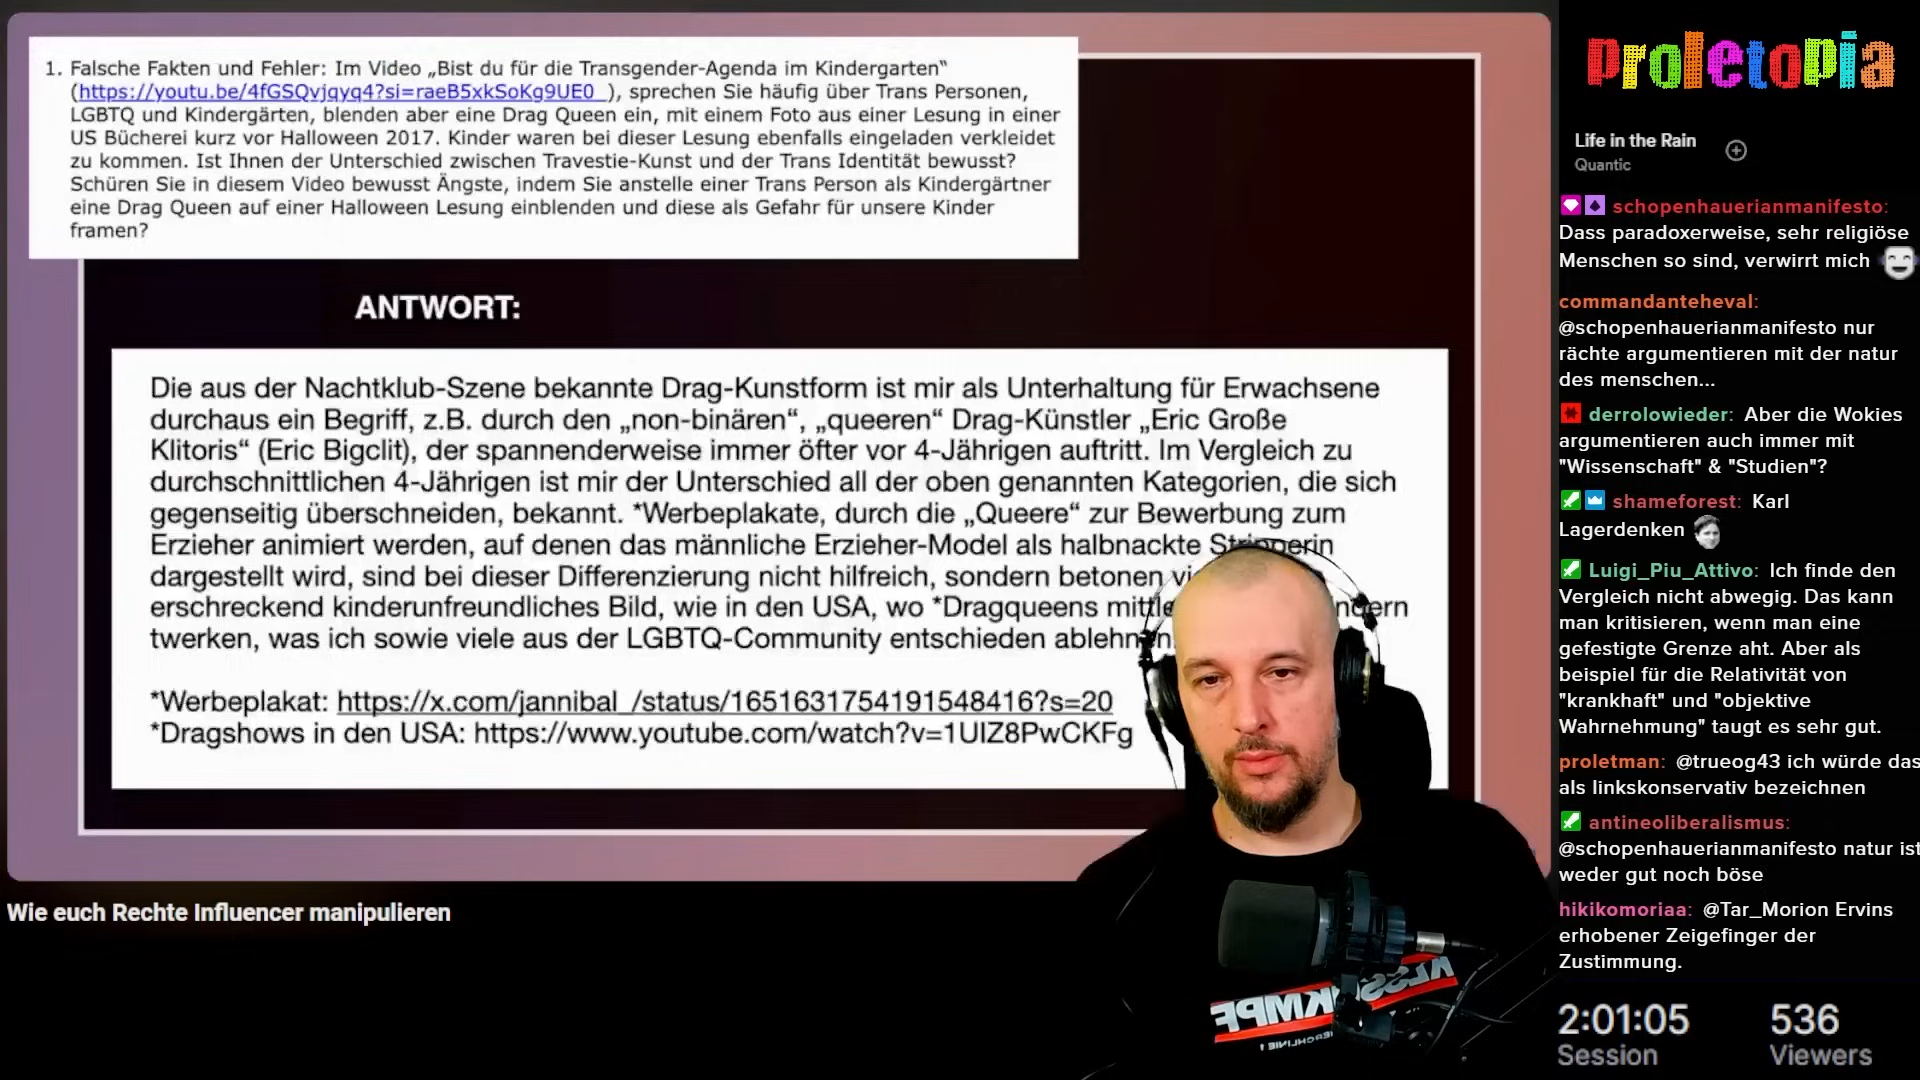 1. Falsche Fakten und Fehler: Im Video „Bist du für die Transgender-Agenda im Kindergarten“
(https://youtu.be/4fGSQvjqyq4?si=raeB5xkSoKg9UE0_), sprechen Sie häufig über Trans Personen,
LGBTQ und Kindergärten, blenden aber eine Drag Queen ein, mit einem Foto aus einer Lesung in einer
US Bücherei kurz vor Halloween 2017. Kinder waren bei dieser Lesung ebenfalls eingeladen verkleidet
zu kommen. Ist Ihnen der Unterschied zwischen Travestie-Kunst und der Trans Identität bewusst?
Schüren Sie in diesem Video bewusst Ängste, indem Sie anstelle einer Trans Person als Kindergärtner
eine Drag Queen auf einer Halloween Lesung einblenden und diese als Gefahr für unsere Kinder
framen?
ANTWORT:
Die aus der Nachtklub-Szene bekannte Drag-Kunstform ist mir als Unterhaltung für Erwachsene
durchaus ein Begriff, z.B. durch den „non-binären“, „queeren“ Drag-Künstler „Eric Große
Klitoris“ (Eric Bigclit), der spannenderweise immer öfter vor 4-Jährigen auftritt. Im Vergleich zu
durchschnittlichen 4-Jährigen ist mir der Unterschied all der oben genannten Kategorien, die sich
gegenseitig überschneiden, bekannt. *Werbeplakate, durch die „Queere“ zur Bewerbung zum
Erzieher animiert werden, auf denen das männliche Erzieher-Model als halbnackte Stripperin
dargestellt wird, sind bei dieser Differenzierung nicht hilfreich, sondern betonen
erschreckend kinderunfreundliches Bild, wie in den USA, wo *Dragqueens
twerken, was ich sowie viele aus der LGBTQ-Community entschieden ablehnen.
*Werbeplakat: https://x.com/jannibal_/status/1651631754191548416?s=20
*Dragshows in den USA: https://www.youtube.com/watch?v=1UIZ8PwCKFg
Wie euch Rechte Influencer manipulieren
Proletopia
Life in the Rain
Quantic
schopenhauerianmanifesto:
Dass paradoxerweise, sehr religiöse
Menschen so sind, verwirrt mich
commandanteheval:
@schopenhauerianmanifesto nur
rächte argumentieren mit der natur
des menschen...
derrolowieder: Aber die Wokies
argumentieren auch immer mit
"Wissenschaft" & "Studien"?
shameforest: Karl
Lagerdenken
Luigi_Piu_Attivo: Ich finde den
Vergleich nicht abwegig. Das kann
man kritisieren, wenn man eine
gefestigte Grenze aht. Aber als
beispiel für die Relativität von
"krankhaft" und "objektive
Wahrnehmung" taugt es sehr gut.
proletman: @trueog43 ich würde das
als linkskonservativ bezeichnen
antineoliberalismus:
@schopenhauerianmanifesto natur ist
weder gut noch böse
hikikomoriaa: @Tar_Morion Ervins
erhobener Zeigefinger der
Zustimmung.
2:01:05
Session
536
Viewers